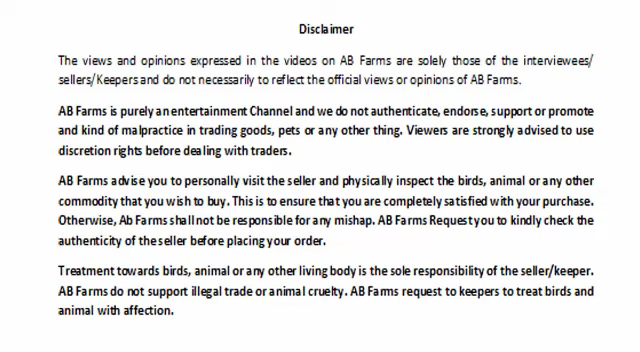 Disclaimer
The views and opinions expressed in the videos on AB Farms are solely those of the interviewees/
sellers/Keepers and do not necessarily to reflect the official views or opinions of AB Farms.
AB Farms is purely an entertainment Channel and we do not authenticate, endorse, support or promote
and kind of malpractice in trading goods, pets or any other thing. Viewers are strongly advised to use
discretion rights before dealing with traders.
AB Farms advise you to personally visit the seller and physically inspect the birds, animal or any other
commodity that you wish to buy. This is to ensure that you are completely satisfied with your purchase.
Otherwise, Ab Farms shall not be responsible for any mishap. AB Farms Request you to kindly check the
authenticity of the seller before placing your order.
Treatment towards birds, animal or any other living body is the sole responsibility of the seller/keeper.
AB Farms do not support illegal trade or animal cruelty. AB Farms request to keepers to treat birds and
animal with affection.